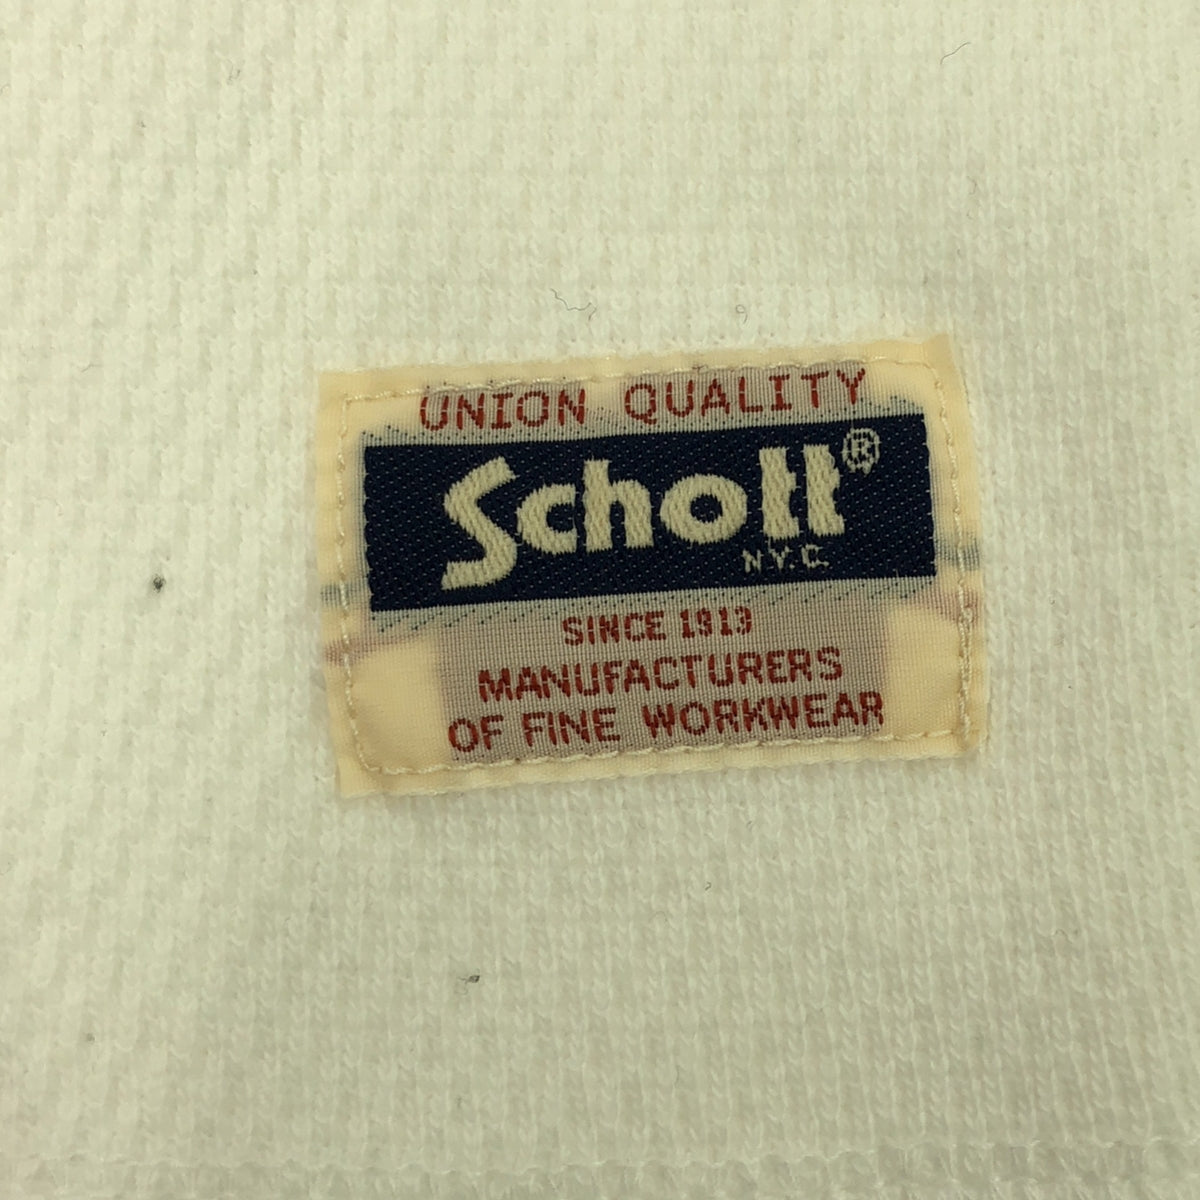 UNION QUALITY
Schott®
N.Y.C.
SINCE 1913
MANUFACTURERS
OF FINE WORKWEAR